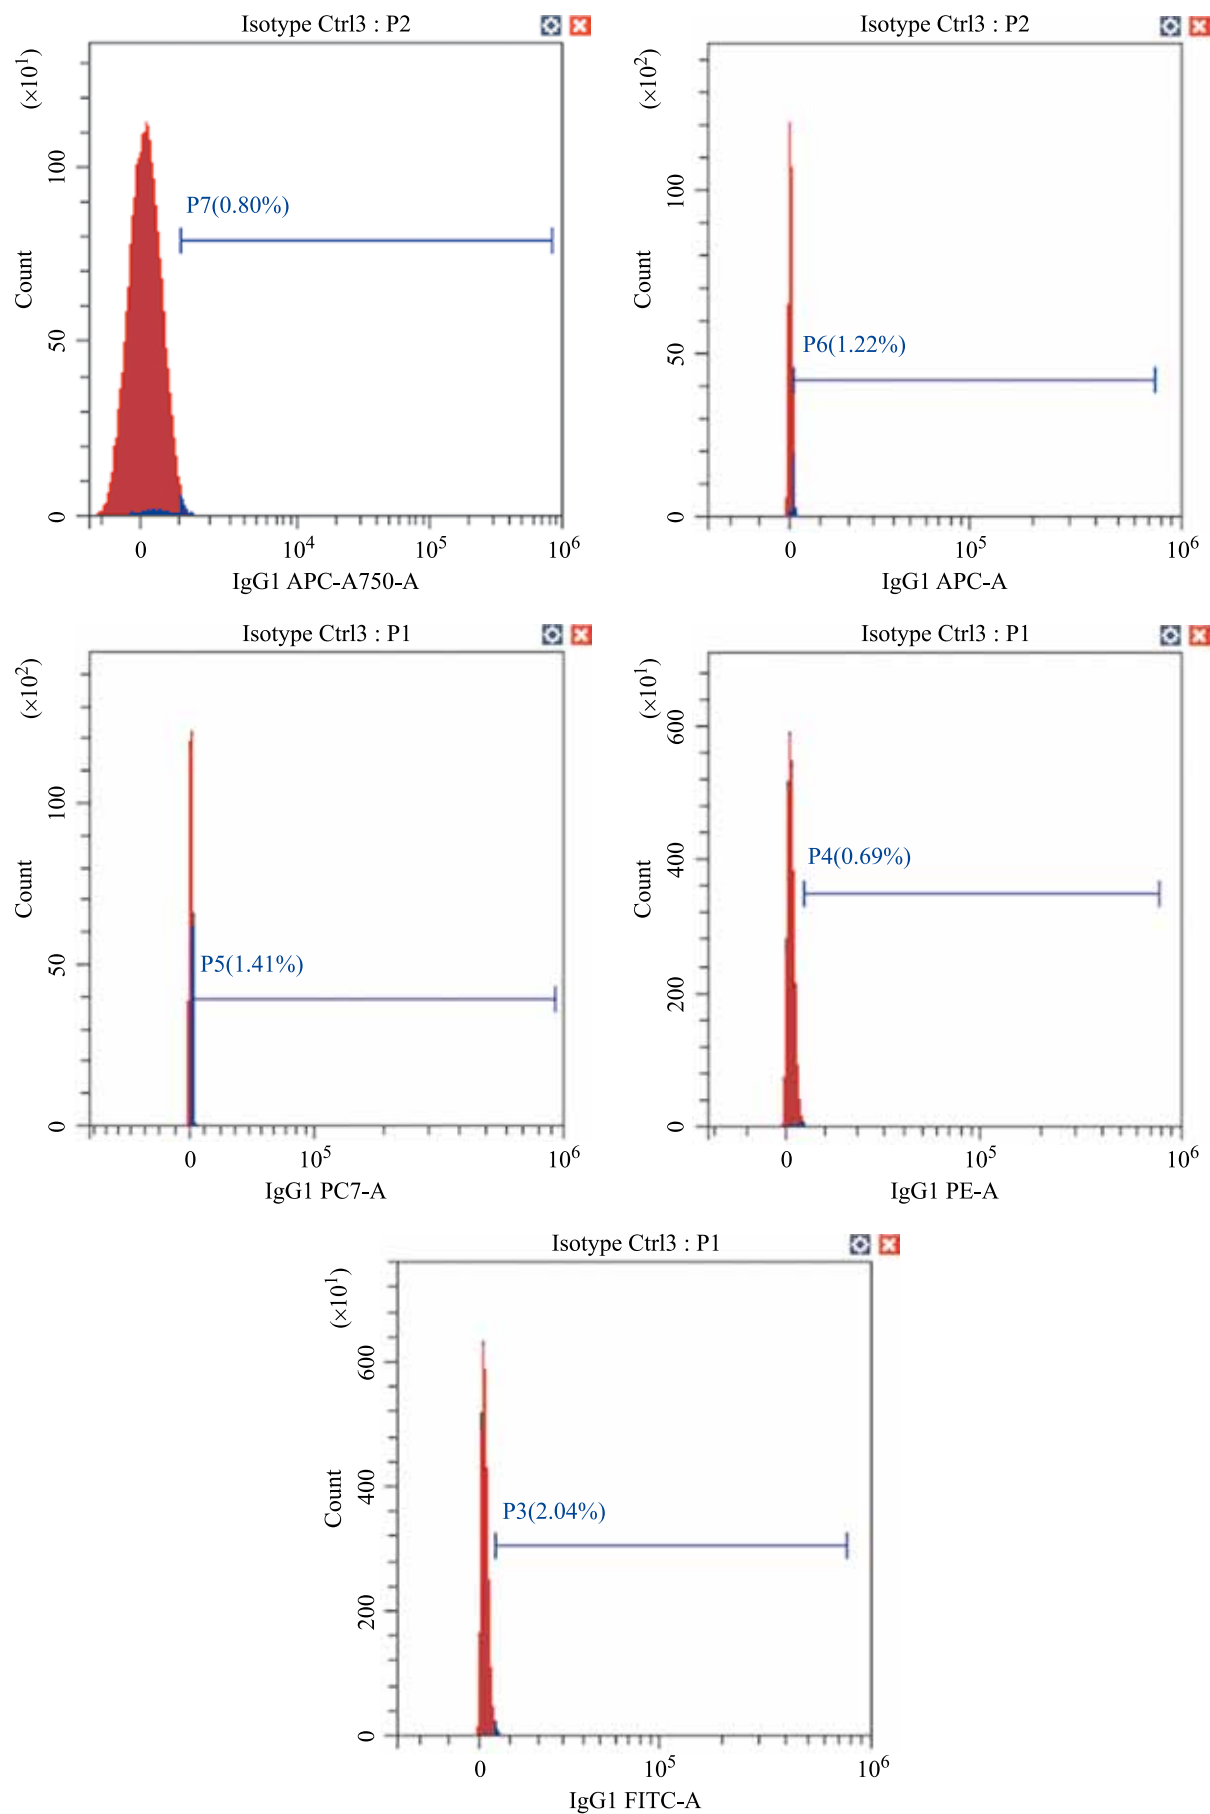 Isotype Ctrl3 : P2
(×10¹)
Count
100
50
0
P7(0.80%)
0 10⁴ 10⁵ 10⁶
IgG1 APC-A750-A
Isotype Ctrl3 : P2
(×10²)
Count
100
50
0
P6(1.22%)
0 10⁵ 10⁶
IgG1 APC-A
Isotype Ctrl3 : P1
(×10²)
Count
100
50
0
P5(1.41%)
0 10⁵ 10⁶
IgG1 PC7-A
Isotype Ctrl3 : P1
(×10¹)
Count
600
400
200
0
P4(0.69%)
0 10⁵ 10⁶
IgG1 PE-A
Isotype Ctrl3 : P1
(×10¹)
Count
600
400
200
0
P3(2.04%)
0 10⁵ 10⁶
IgG1 FITC-A